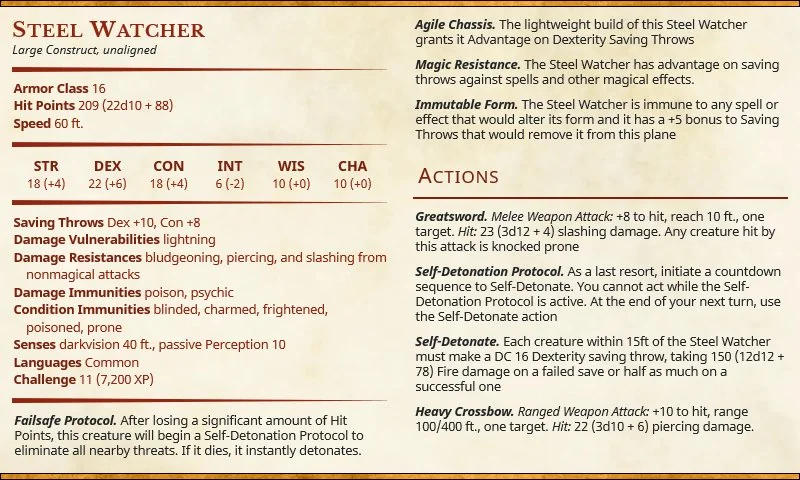 STEEL WATCHER
Large Construct, unaligned
Armor Class 16
Hit Points 209 (22d10 + 88)
Speed 60 ft.
STR DEX CON INT WIS CHA
18 (+4) 22 (+6) 18 (+4) 6 (-2) 10 (+0) 10 (+0)
Saving Throws Dex +10, Con +8
Damage Vulnerabilities lightning
Damage Resistances bludgeoning, piercing, and slashing from
nonmagical attacks
Damage Immunities poison, psychic
Condition Immunities blinded, charmed, frightened,
poisoned, prone
Senses darkvision 40 ft., passive Perception 10
Languages Common
Challenge 11 (7,200 XP)
Failsafe Protocol. After losing a significant amount of Hit
Points, this creature will begin a Self-Detonation Protocol to
eliminate all nearby threats. If it dies, it instantly detonates.
Agile Chassis. The lightweight build of this Steel Watcher
grants it Advantage on Dexterity Saving Throws
Magic Resistance. The Steel Watcher has advantage on saving
throws against spells and other magical effects.
Immutable Form. The Steel Watcher is immune to any spell or
effect that would alter its form and it has a +5 bonus to Saving
Throws that would remove it from this plane
ACTIONS
Greatsword. Melee Weapon Attack: +8 to hit, reach 10 ft., one
target. Hit: 23 (3d12 + 4) slashing damage. Any creature hit by
this attack is knocked prone
Self-Detonation Protocol. As a last resort, initiate a countdown
sequence to Self-Detonate. You cannot act while the Self-
Detonation Protocol is active. At the end of your next turn, use
the Self-Detonate action
Self-Detonate. Each creature within 15ft of the Steel Watcher
must make a DC 16 Dexterity saving throw, taking 150 (12d12 +
78) Fire damage on a failed save or half as much on a
successful one
Heavy Crossbow. Ranged Weapon Attack: +10 to hit, range
100/400 ft., one target. Hit: 22 (3d10 + 6) piercing damage.